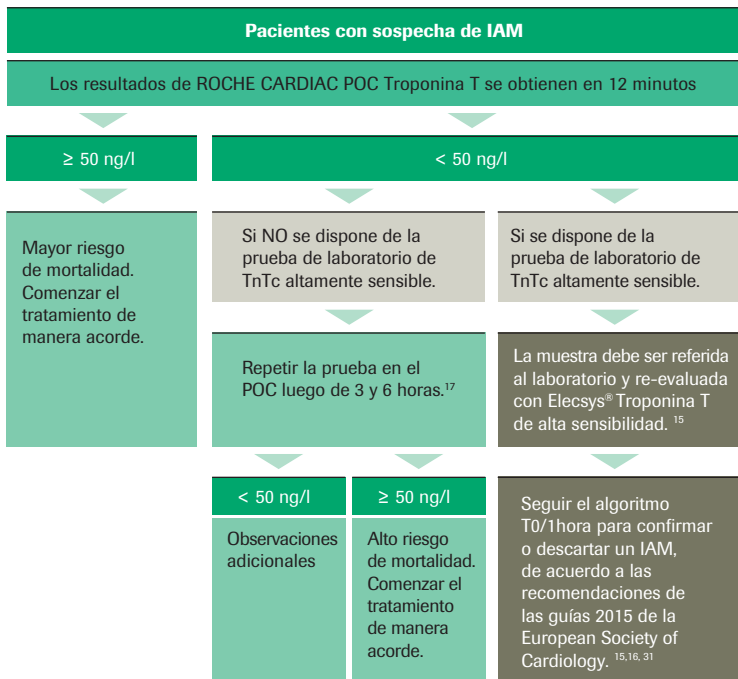 Pacientes con sospecha de IAM
Los resultados de ROCHE CARDIAC POC Troponina T se obtienen en 12 minutos
≥ 50 ng/l
< 50 ng/l
Mayor riesgo
de mortalidad.
Comenzar el
tratamiento de
manera acorde.
Si NO se dispone de la
prueba de laboratorio de
TnTc altamente sensible.
Si se dispone de la
prueba de laboratorio de
TnTc altamente sensible.
Repetir la prueba en el
POC luego de 3 y 6 horas.¹⁷
La muestra debe ser referida
al laboratorio y re-evaluada
con Elecsys® Troponina T
de alta sensibilidad. ¹⁵
< 50 ng/l
Observaciones
adicionales
≥ 50 ng/l
Alto riesgo
de mortalidad.
Comenzar el
tratamiento
de manera
acorde.
Seguir el algoritmo
T0/1hora para confirmar
o descartar un IAM,
de acuerdo a las
recomendaciones de
las guías 2015 de la
European Society of
Cardiology. ¹⁵,¹⁶, ³¹